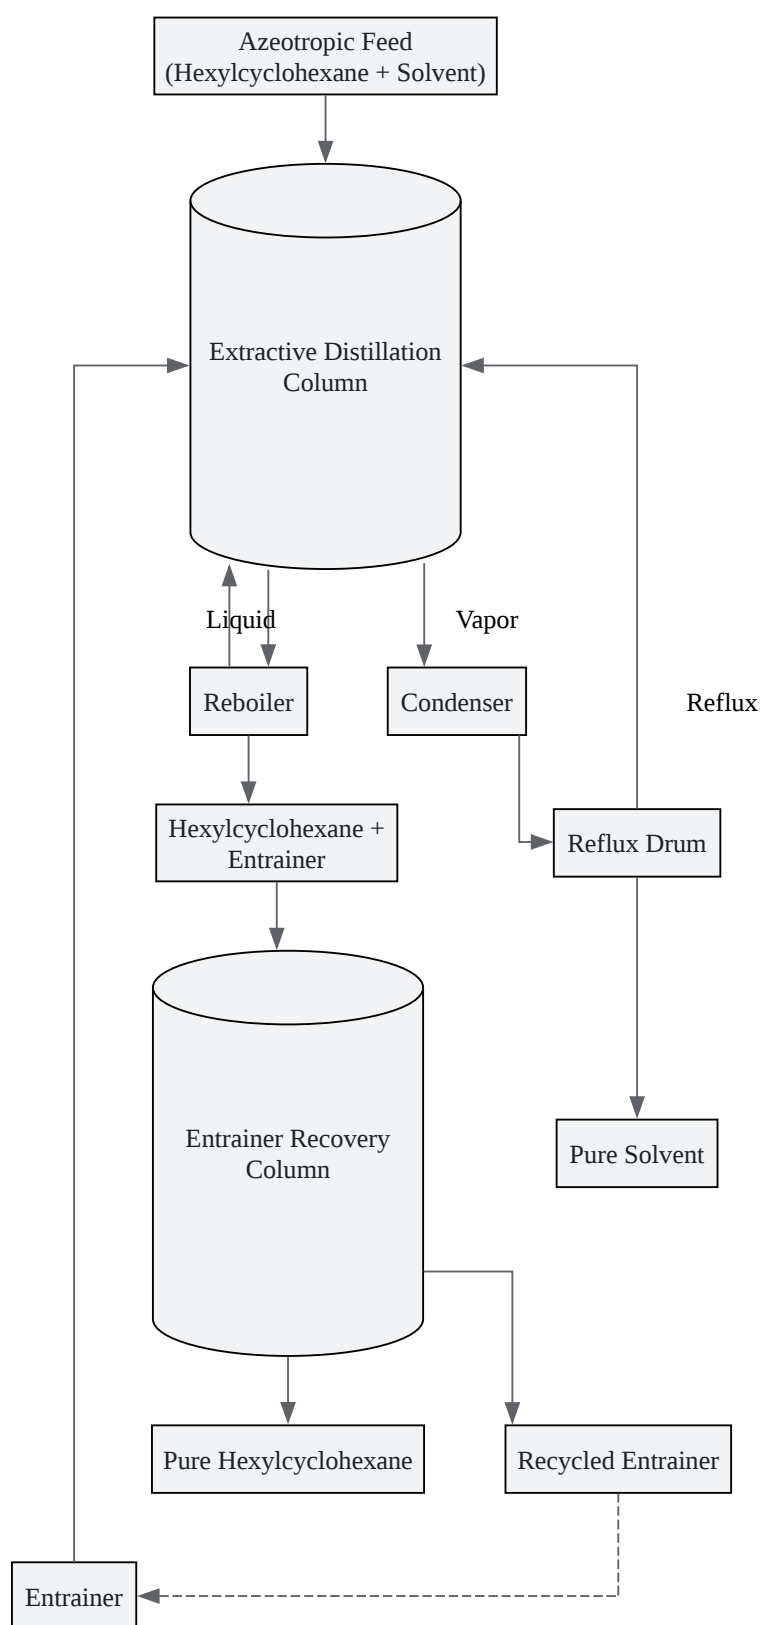 Azeotropic Feed
(Hexylcyclohexane + Solvent)
Extractive Distillation
Column
Liquid
Vapor
Reboiler
Condenser
Reflux
Hexylcyclohexane +
Entrainer
Reflux Drum
Entrainer Recovery
Column
Pure Solvent
Pure Hexylcyclohexane
Recycled Entrainer
Entrainer